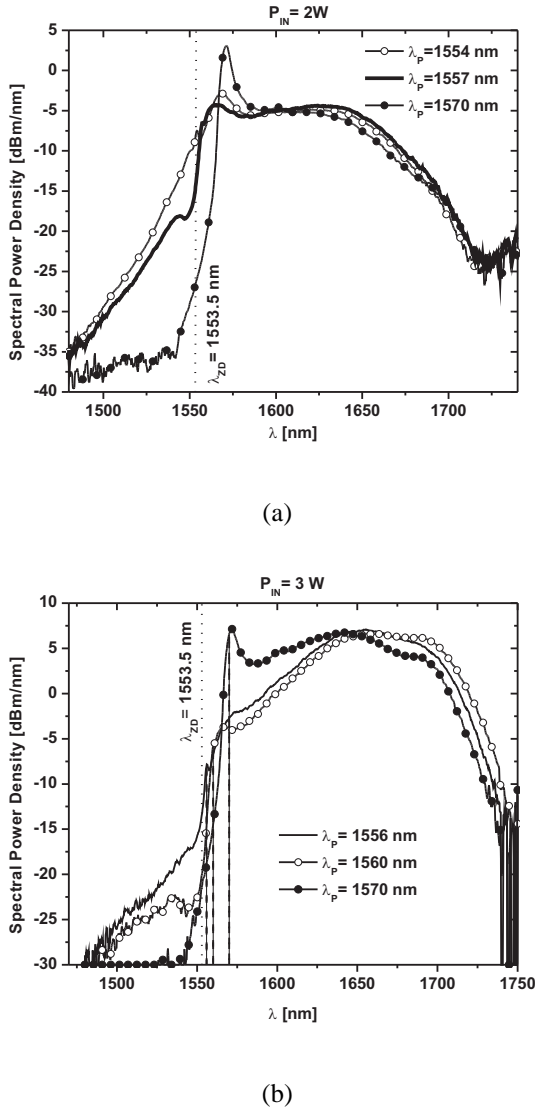 P_IN= 2W
5
0
-5
-10
-15
-20
-25
-30
-35
-40
Spectral Power Density [dBm/nm]
λ_P=1554 nm
λ_P=1557 nm
λ_P=1570 nm
λ_ZD = 1553.5 nm
1500 1550 1600 1650 1700
λ [nm]
(a)
P_IN= 3 W
10
5
0
-5
-10
-15
-20
-25
-30
Spectral Power Density [dBm/nm]
λ_ZD = 1553.5 nm
λ_P= 1556 nm
λ_P= 1560 nm
λ_P= 1570 nm
1500 1550 1600 1650 1700 1750
λ [nm]
(b)